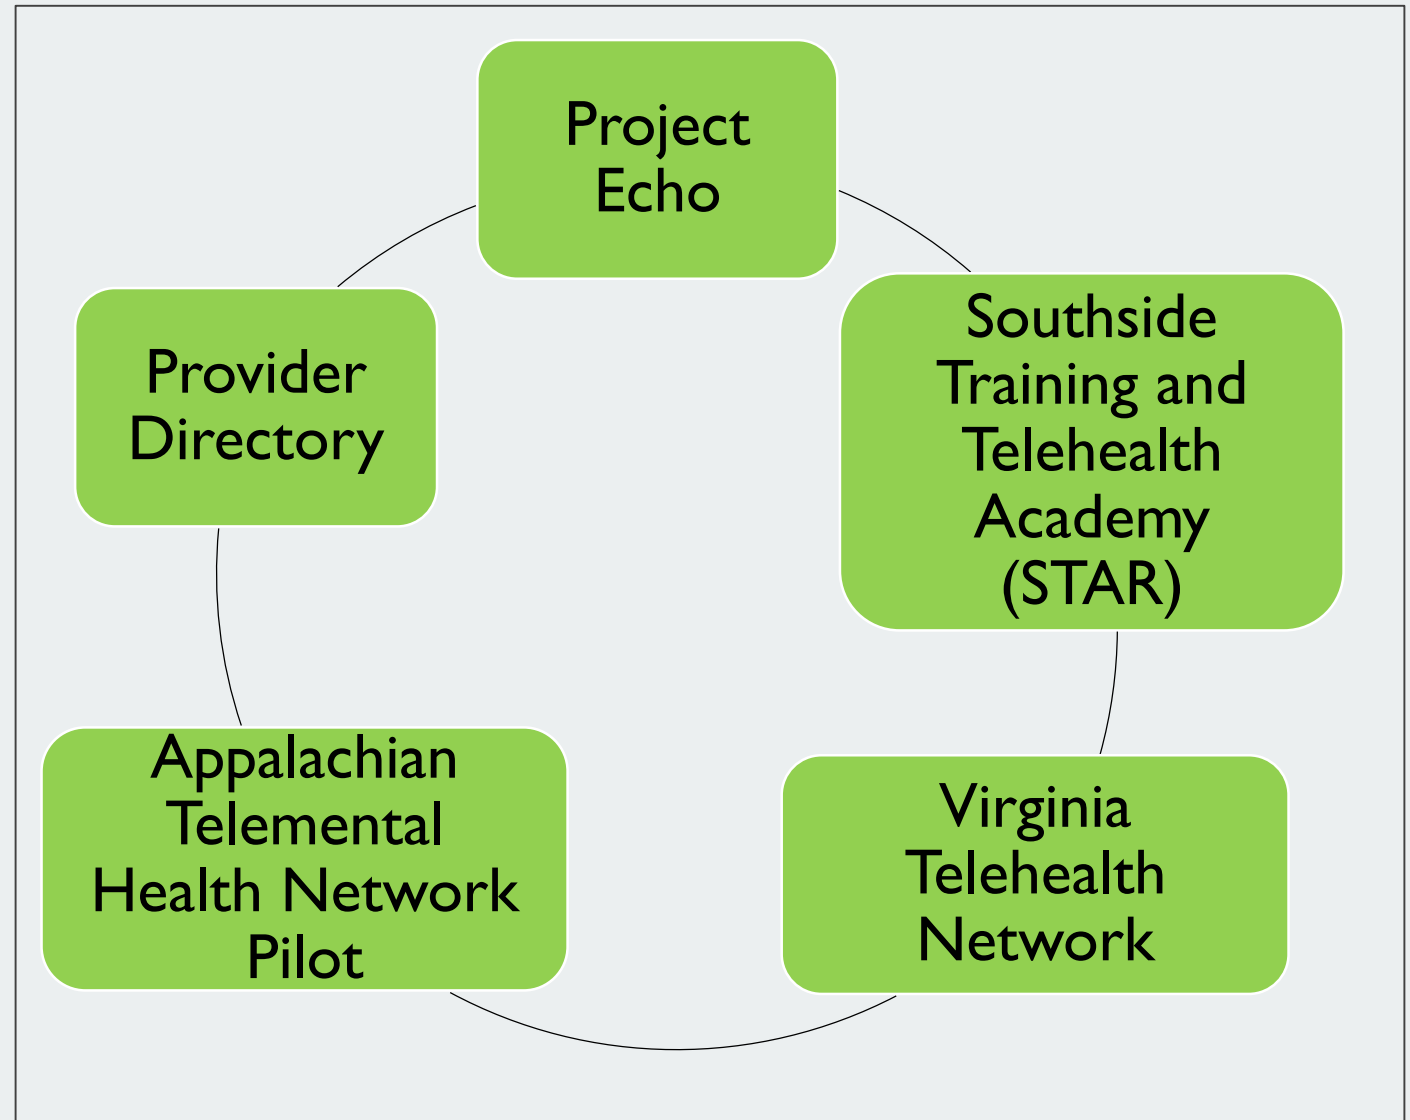 Project
Echo
Southside
Training and
Telehealth
Academy
(STAR)
Virginia
Telehealth
Network
Appalachian
Telemental
Health Network
Pilot
Provider
Directory